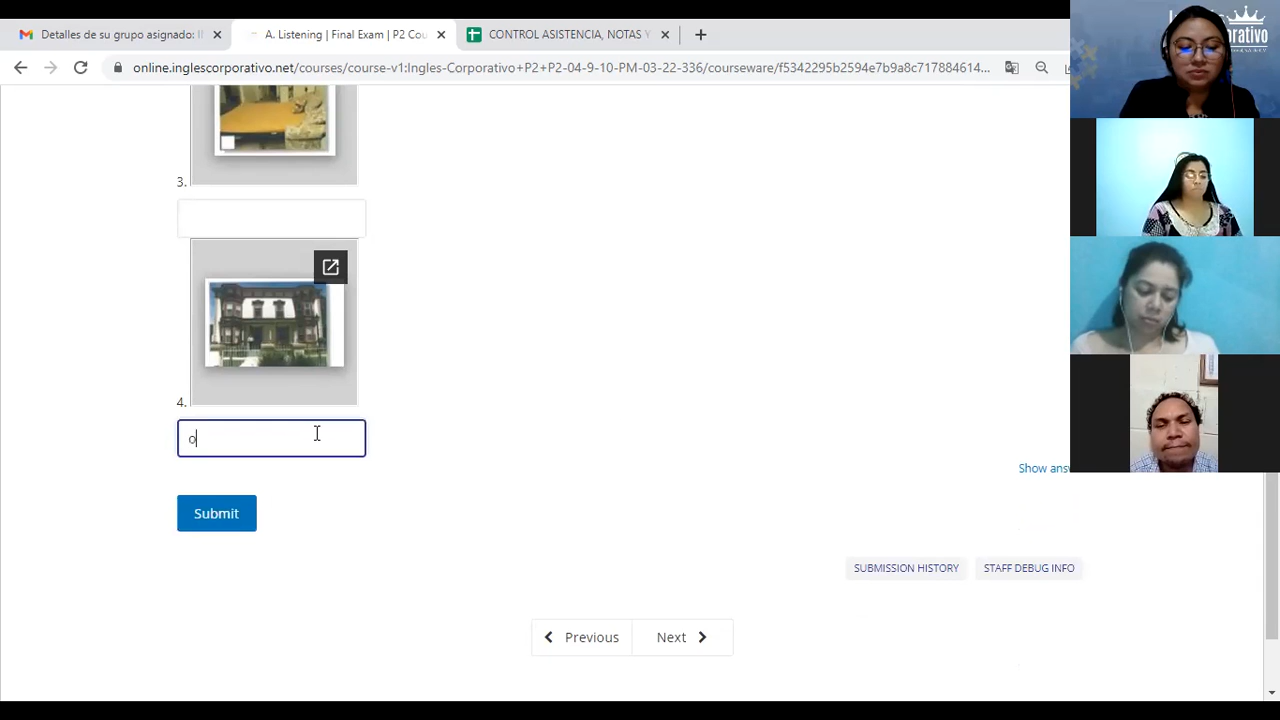 Detalles de su grupo asignado: I
A. Listening | Final Exam | P2 Cou
CONTROL ASISTENCIA, NOTAS Y
online.inglescorporativo.net/courses/course-v1:Ingles-Corporativo+P2+P2-04-9-10-PM-03-22-336/courseware/f5342295b2594e7b9a8c717884614...
3.
4.
o
Show answ
Submit
SUBMISSION HISTORY
STAFF DEBUG INFO
Previous
Next